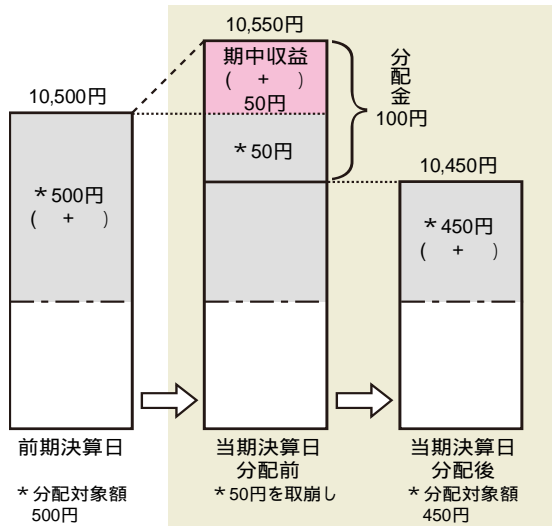 10,550円
期中収益
(　+　)
50円
分配金
100円
10,500円
＊50円
10,450円
＊500円
(　+　)
＊450円
(　+　)
前期決算日
当期決算日
分配前
当期決算日
分配後
＊分配対象額
500円
＊50円を取崩し
＊分配対象額
450円